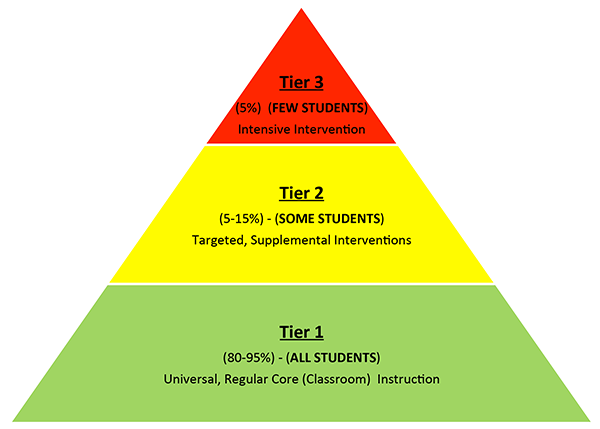 Tier 3
(5%) (FEW STUDENTS)
Intensive Intervention
Tier 2
(5-15%) - (SOME STUDENTS)
Targeted, Supplemental Interventions
Tier 1
(80-95%) - (ALL STUDENTS)
Universal, Regular Core (Classroom) Instruction